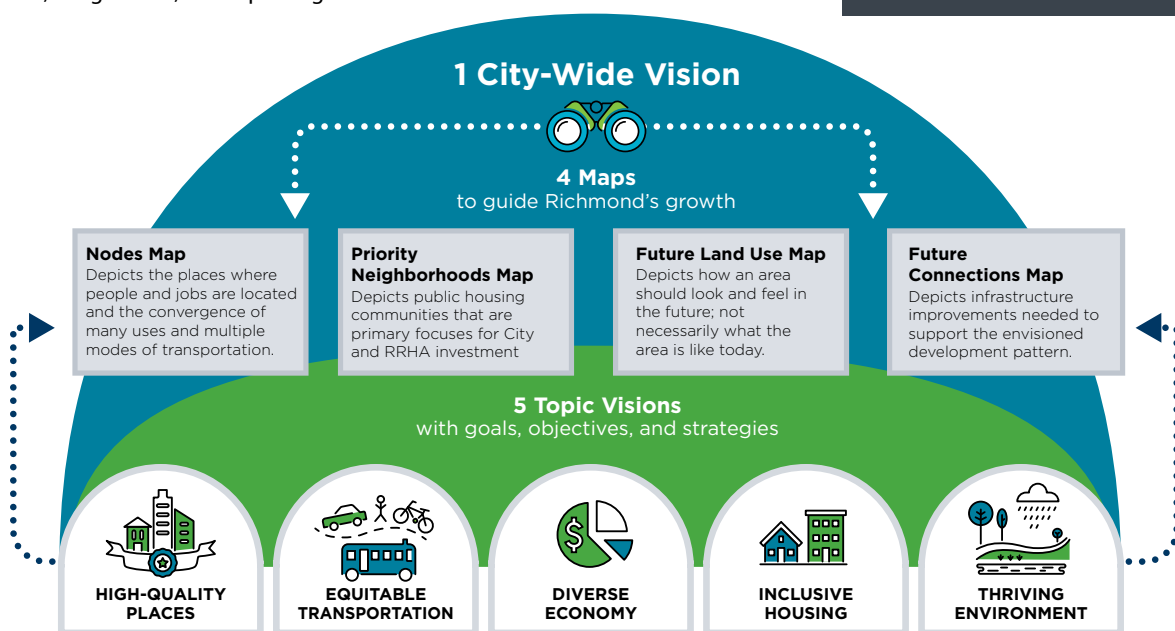 1 City-Wide Vision
4 Maps
to guide Richmond’s growth
Nodes Map
Depicts the places where
people and jobs are located
and the convergence of
many uses and multiple
modes of transportation.
Priority
Neighborhoods Map
Depicts public housing
communities that are
primary focuses for City
and RRHA investment
Future Land Use Map
Depicts how an area
should look and feel in
the future; not
necessarily what the
area is like today.
Future
Connections Map
Depicts infrastructure
improvements needed to
support the envisioned
development pattern.
5 Topic Visions
with goals, objectives, and strategies
$
HIGH-QUALITY
PLACES
EQUITABLE
TRANSPORTATION
DIVERSE
ECONOMY
INCLUSIVE
HOUSING
THRIVING
ENVIRONMENT